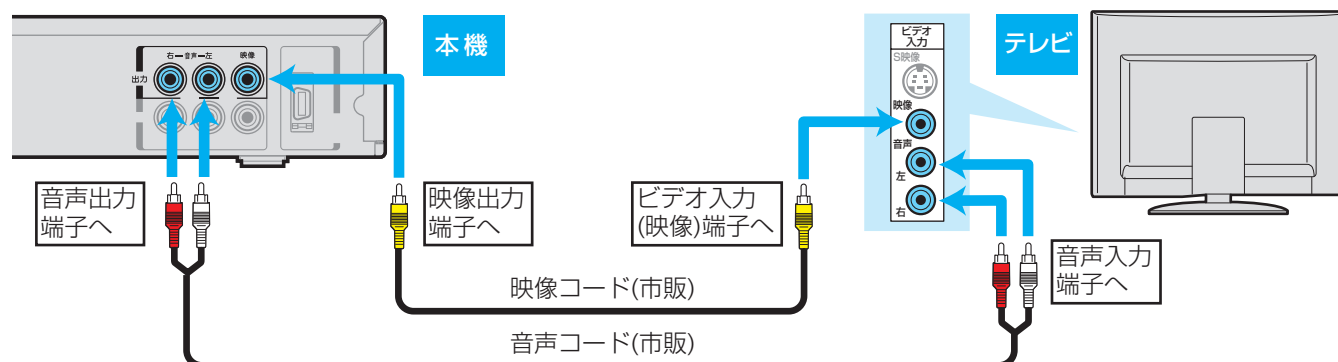 本機
右ー音声ー左
映像
出力
音声出力
端子へ
映像出力
端子へ
映像コード(市販)
音声コード(市販)
ビデオ入力
(映像)端子へ
ビデオ
入力
S映像
映像
音声
左
右
テレビ
音声入力
端子へ